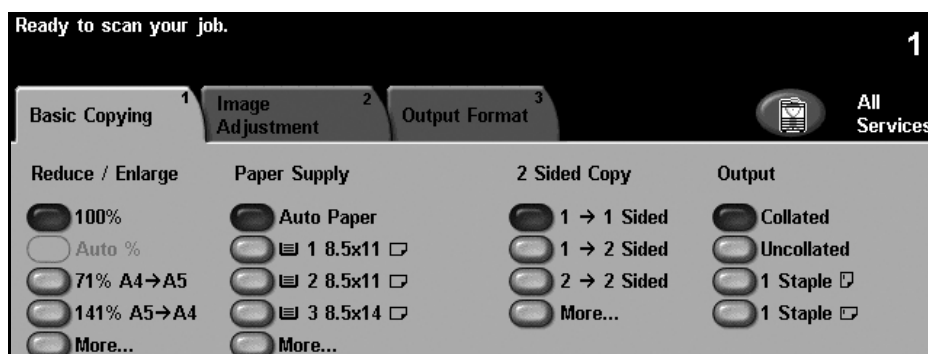 Ready to scan your job.
1
Basic Copying 1
Image Adjustment 2
Output Format 3
All Services
Reduce / Enlarge
100%
Auto %
71% A4→A5
141% A5→A4
More...
Paper Supply
Auto Paper
1 8.5x11
2 8.5x11
3 8.5x14
More...
2 Sided Copy
1 → 1 Sided
1 → 2 Sided
2 → 2 Sided
More...
Output
Collated
Uncollated
1 Staple
1 Staple